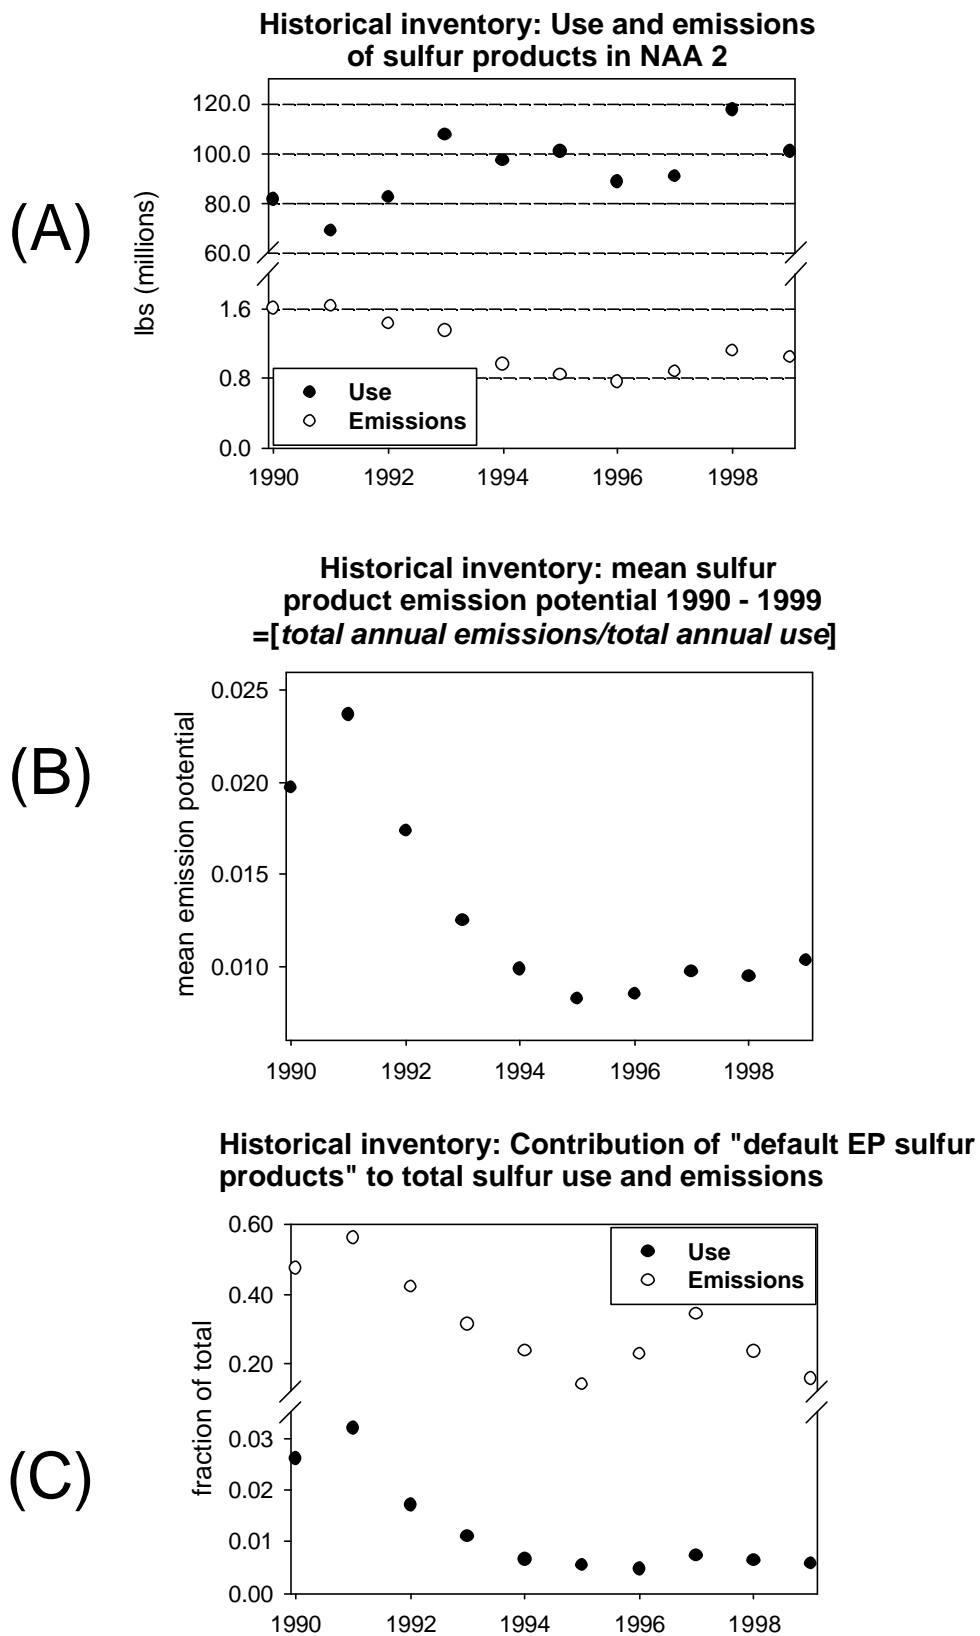 Historical inventory: Use and emissions
of sulfur products in NAA 2
(A)
lbs (millions)
120.0
100.0
80.0
60.0
1.6
0.8
0.0
Use
Emissions
1990 1992 1994 1996 1998
Historical inventory: mean sulfur
product emission potential 1990 - 1999
=[total annual emissions/total annual use]
(B)
mean emission potential
0.025
0.020
0.015
0.010
1990 1992 1994 1996 1998
Historical inventory: Contribution of "default EP sulfur
products" to total sulfur use and emissions
(C)
fraction of total
0.60
0.40
0.20
0.03
0.02
0.01
0.00
Use
Emissions
1990 1992 1994 1996 1998